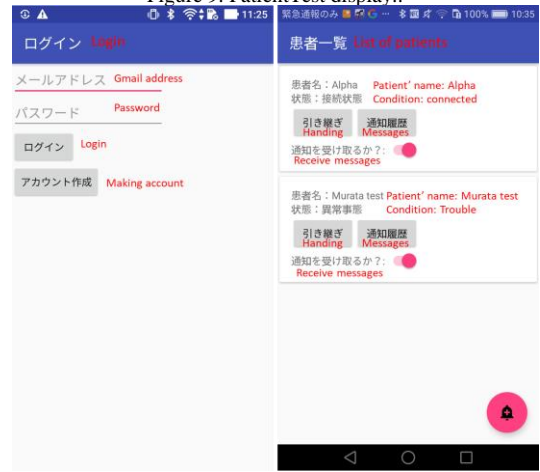 Figure 9. PatientTest display..
11:25
ログイン Login
メールアドレス Gmail address
パスワード Password
ログイン Login
アカウント作成 Making account
緊急通報のみ 100% 10:35
患者一覧 List of patients
患者名：Alpha Patient' name: Alpha
状態：接続状態 Condition: connected
引き継ぎ 通知履歴
Handing Messages
通知を受け取るか？:
Receive messages
患者名：Murata test Patient' name: Murata test
状態：異常事態 Condition: Trouble
引き継ぎ 通知履歴
Handing Messages
通知を受け取るか？:
Receive messages